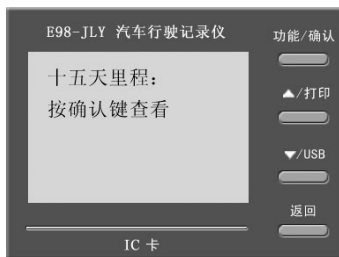 E98-JLY 汽车行驶记录仪
功能/确认
十五天里程：
按确认键查看
▲/打印
▼/USB
返回
IC 卡